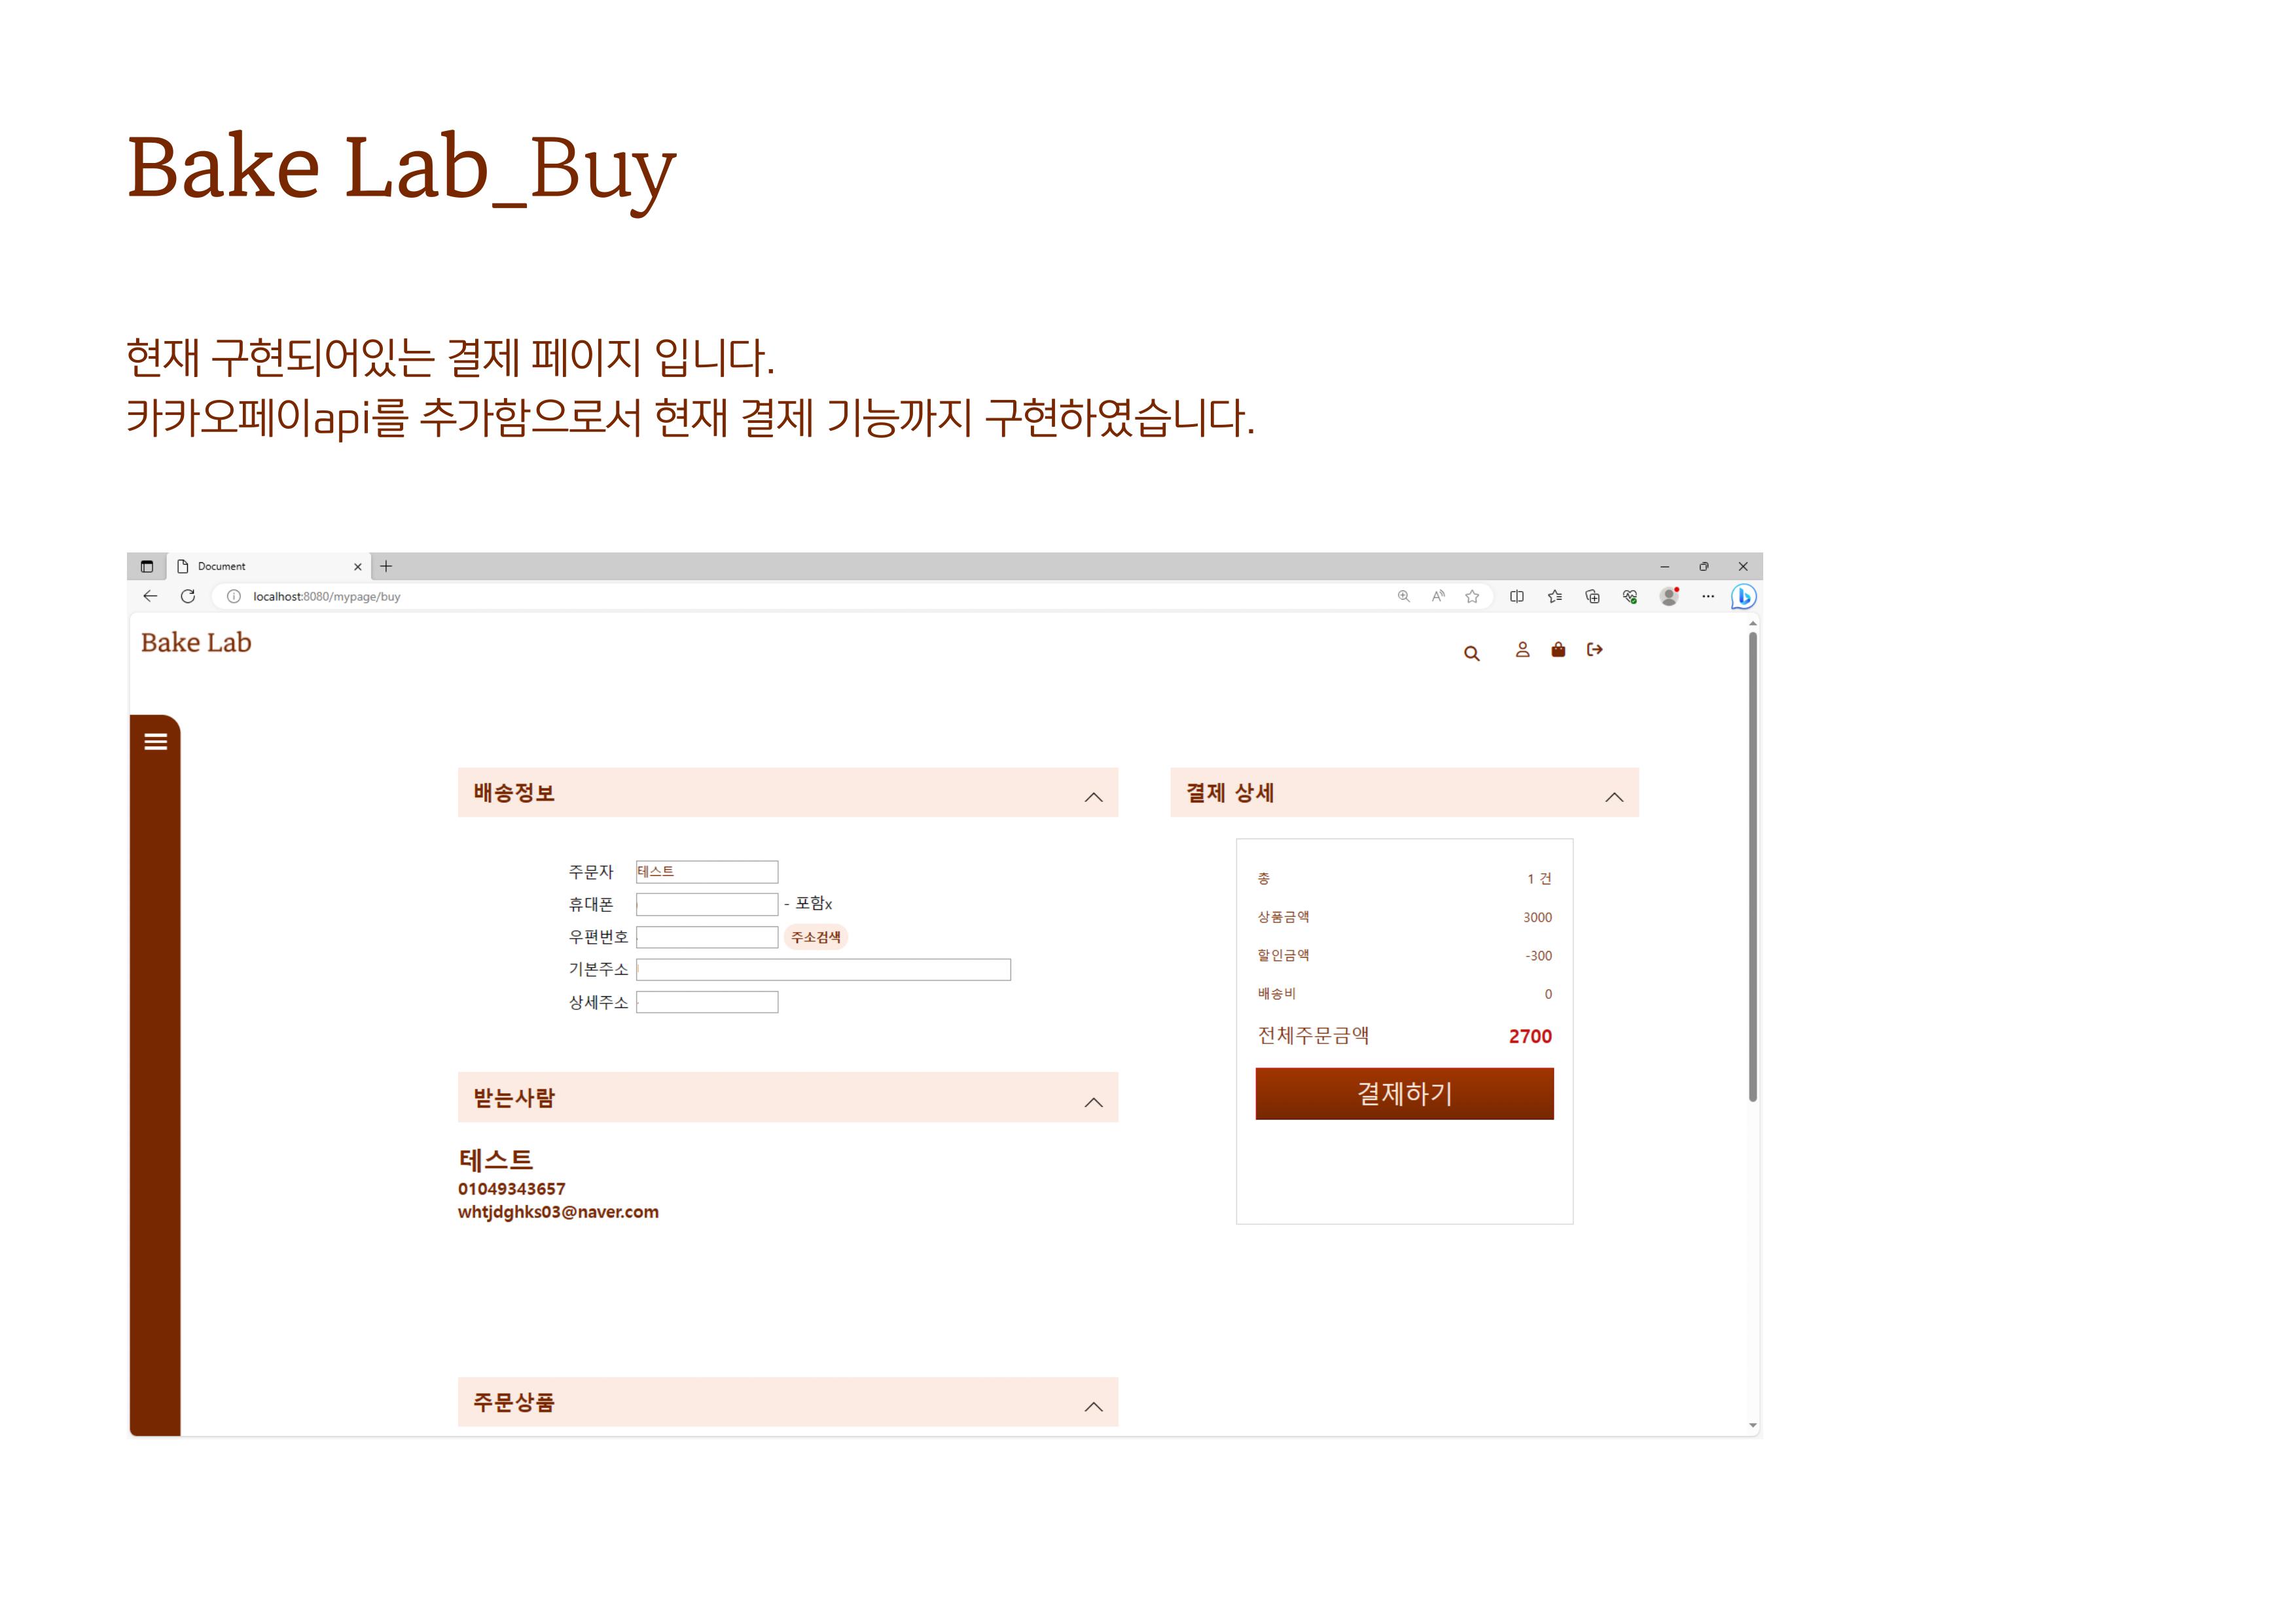 Bake Lab_Buy
현재 구현되어있는 결제 페이지 입니다.
카카오페이api를 추가함으로서 현재 결제 기능까지 구현하였습니다.
Document
localhost:8080/mypage/buy
Bake Lab
배송정보
주문자 테스트
휴대폰 - 포함x
우편번호 주소검색
기본주소
상세주소
받는사람
테스트
01049343657
whtjdghks03@naver.com
주문상품
결제 상세
총 1 건
상품금액 3000
할인금액 -300
배송비 0
전체주문금액 2700
결제하기